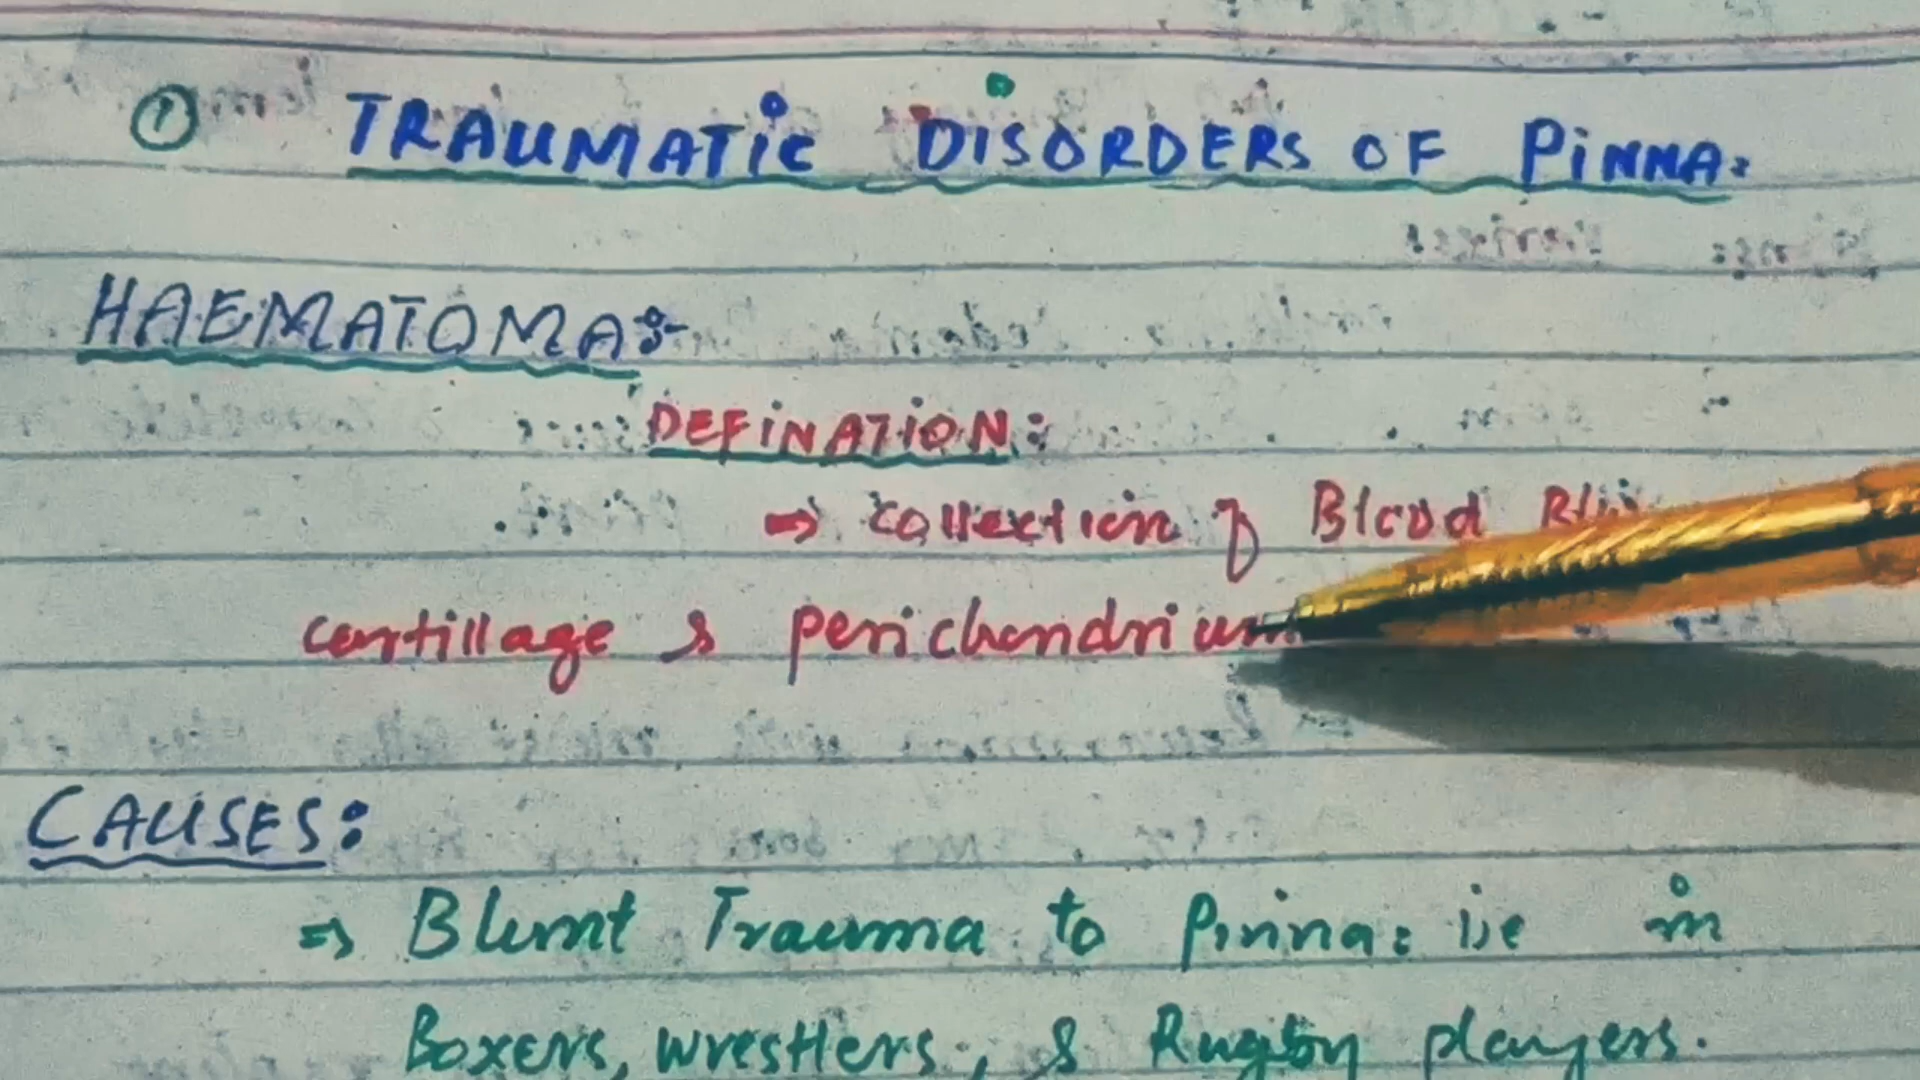 ① TRAUMATIC DISORDERS OF PINNA:
HAEMATOMA:-
DEFINATION:
⇒ collection of Blood
cartillage & perichondrium
CAUSES:
⇒ Blunt Trauma to Pinna: i.e in
Boxers, wrestlers, & Rugby players.